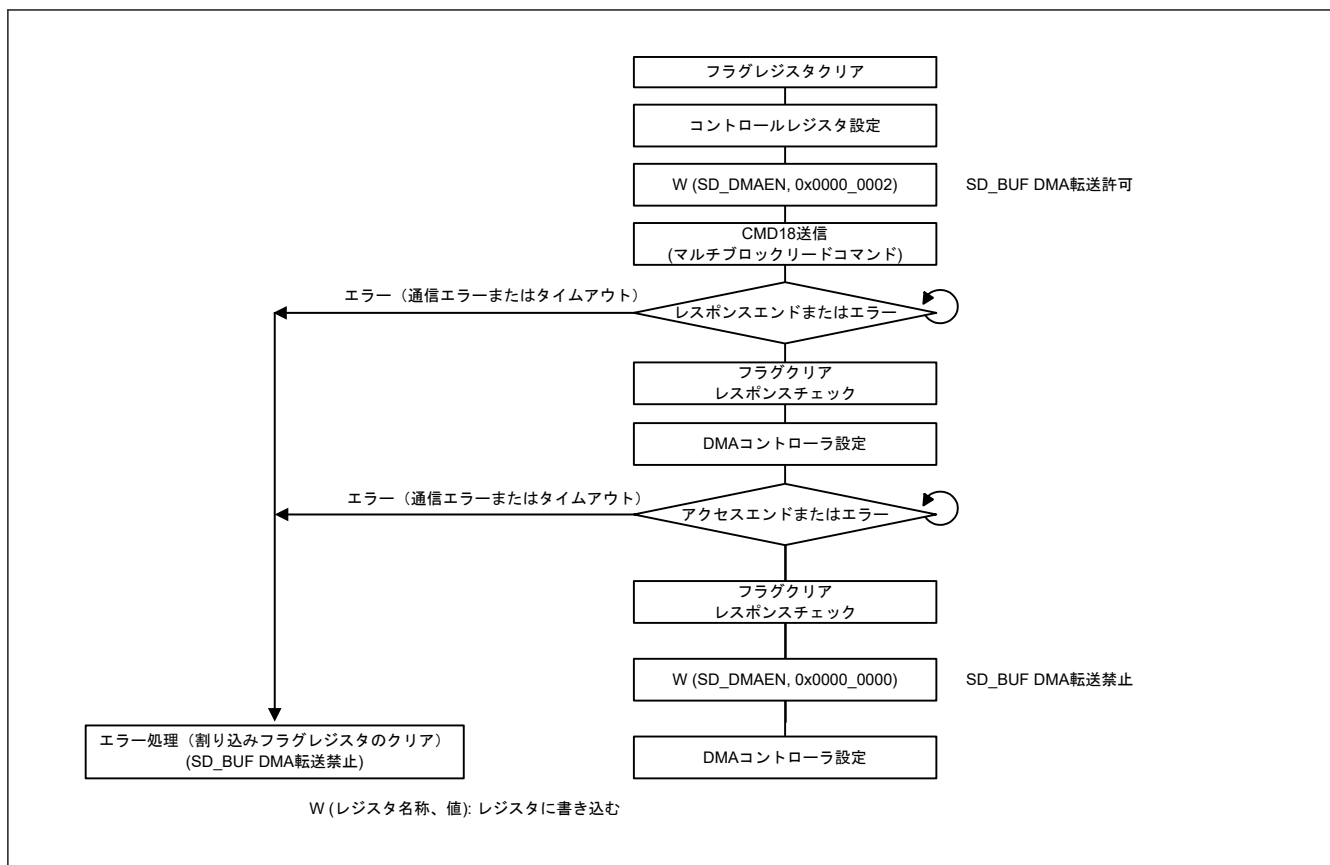 フラグレジスタクリア
コントロールレジスタ設定
W (SD_DMAEN, 0x0000_0002)
SD_BUF DMA転送許可
CMD18送信
(マルチブロックリードコマンド)
エラー（通信エラーまたはタイムアウト）
レスポンスエンドまたはエラー
フラグクリア
レスポンスチェック
DMAコントローラ設定
エラー（通信エラーまたはタイムアウト）
アクセスエンドまたはエラー
フラグクリア
レスポンスチェック
W (SD_DMAEN, 0x0000_0000)
SD_BUF DMA転送禁止
エラー処理（割り込みフラグレジスタのクリア）
(SD_BUF DMA転送禁止)
DMAコントローラ設定
W (レジスタ名称、値): レジスタに書き込む